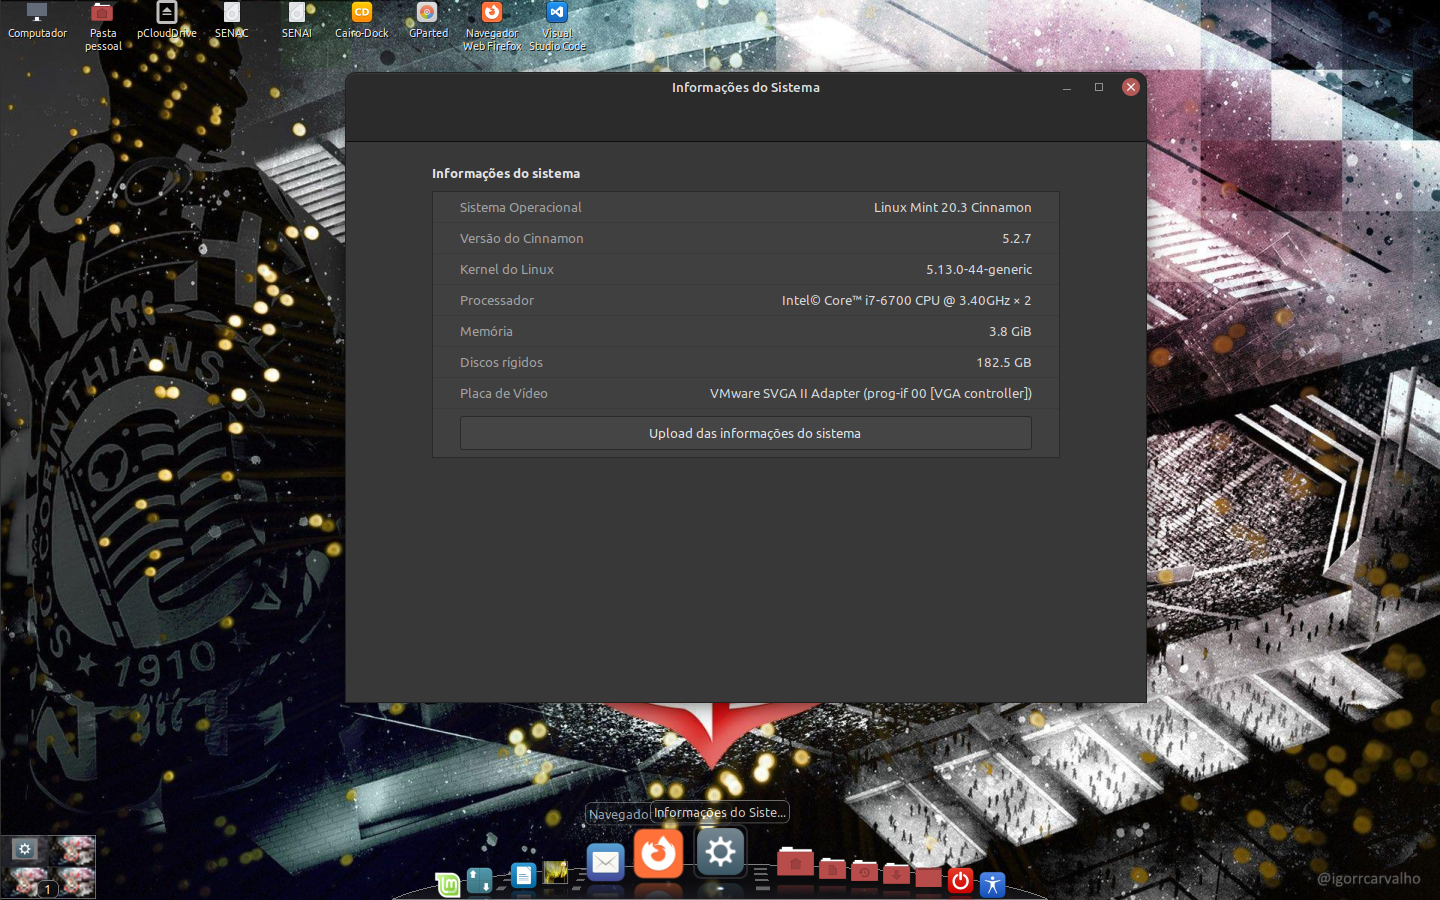 Computador
Pasta
pessoal
pCloudDrive
SENAC
SENAI
Cairo-Dock
CD
GParted
Navegador
Web Firefox
Visual
Studio Code
Informações do Sistema
Informações do sistema
Sistema Operacional Linux Mint 20.3 Cinnamon
Versão do Cinnamon 5.2.7
Kernel do Linux 5.13.0-44-generic
Processador Intel© Core™ i7-6700 CPU @ 3.40GHz × 2
Memória 3.8 GiB
Discos rígidos 182.5 GB
Placa de Vídeo VMware SVGA II Adapter (prog-if 00 [VGA controller])
Upload das informações do sistema
CORINTHIANS
1910
Navegado
Informações do Siste...
1
@igorrcarvalho